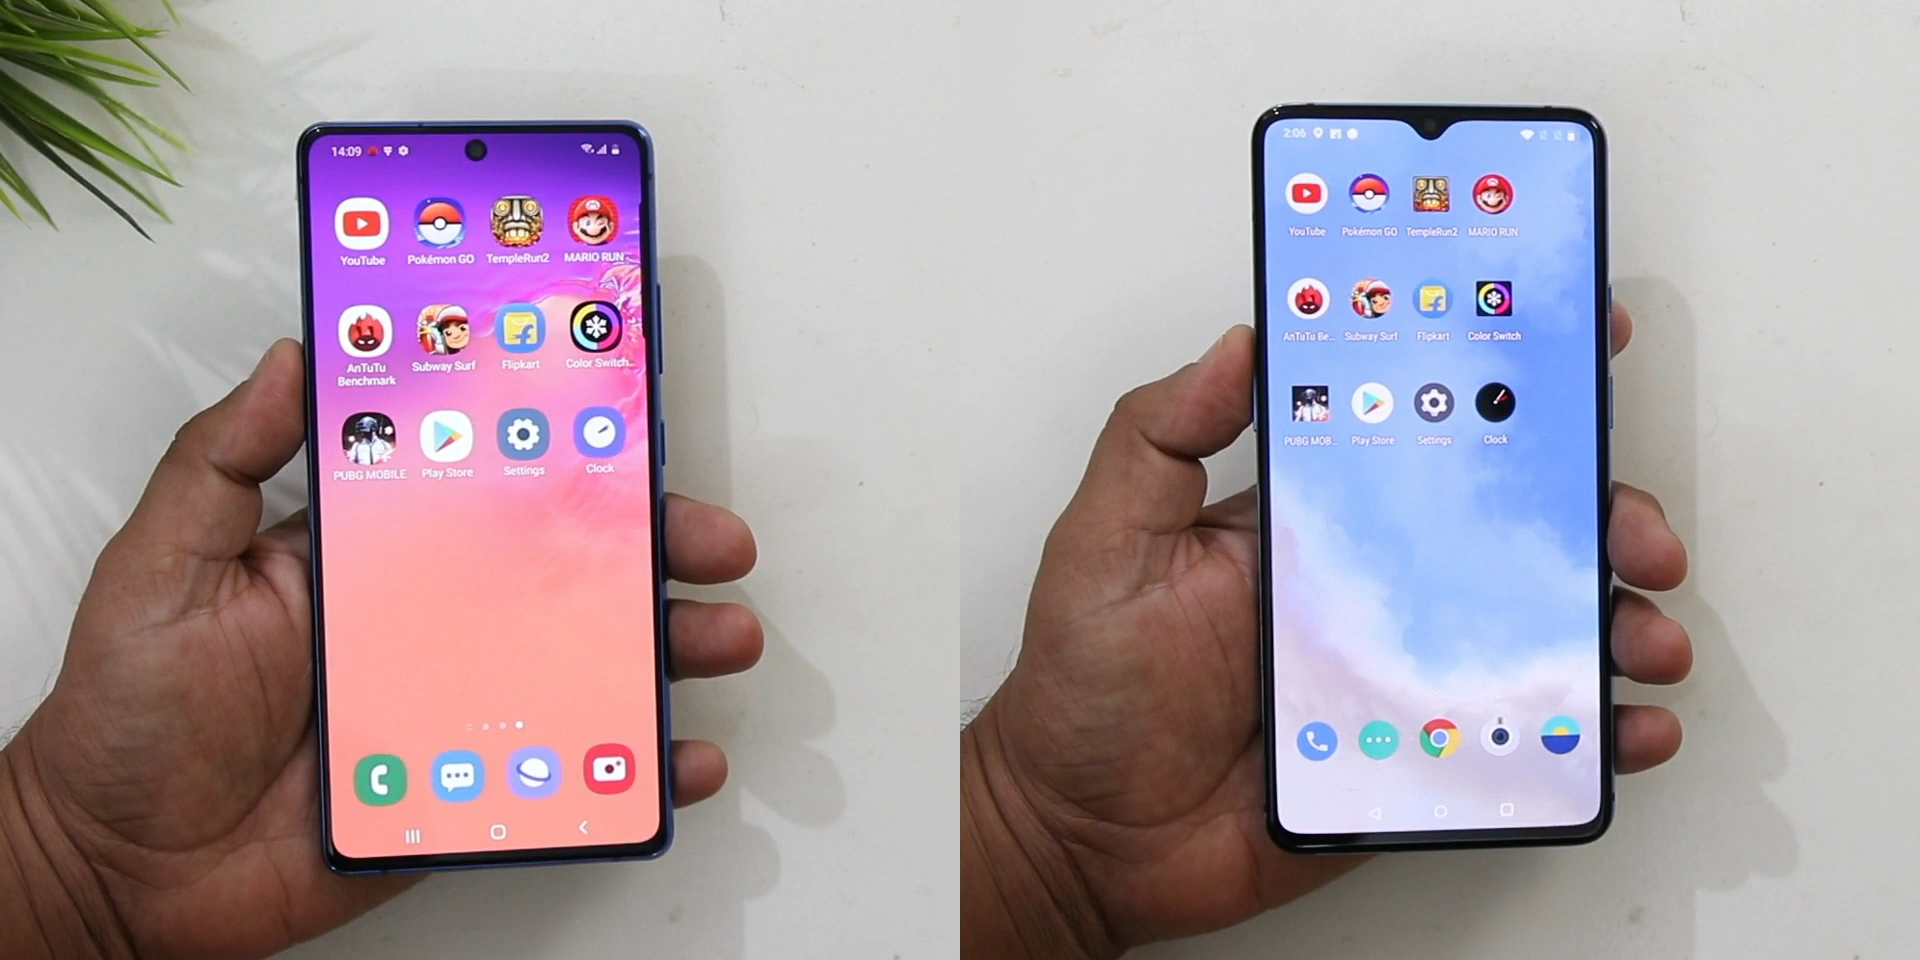 14:09
YouTube Pokémon GO TempleRun2 MARIO RUN
AnTuTu Benchmark Subway Surf Flipkart Color Switch
PUBG MOBILE Play Store Settings Clock
2:06
YouTube Pokémon GO TempleRun2 MARIO RUN
AnTuTu Be... Subway Surf Flipkart Color Switch
PUBG MOB... Play Store Settings Clock